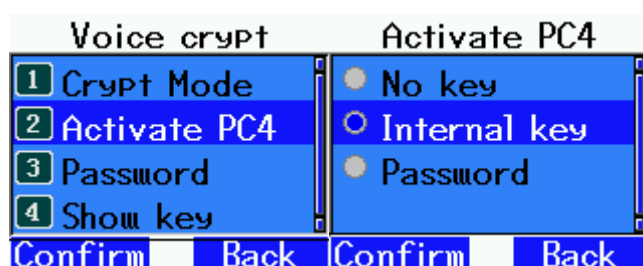 Voice crypt
1 Crypt Mode
2 Activate PC4
3 Password
4 Show key
Confirm Back
Activate PC4
No key
Internal key
Password
Confirm Back